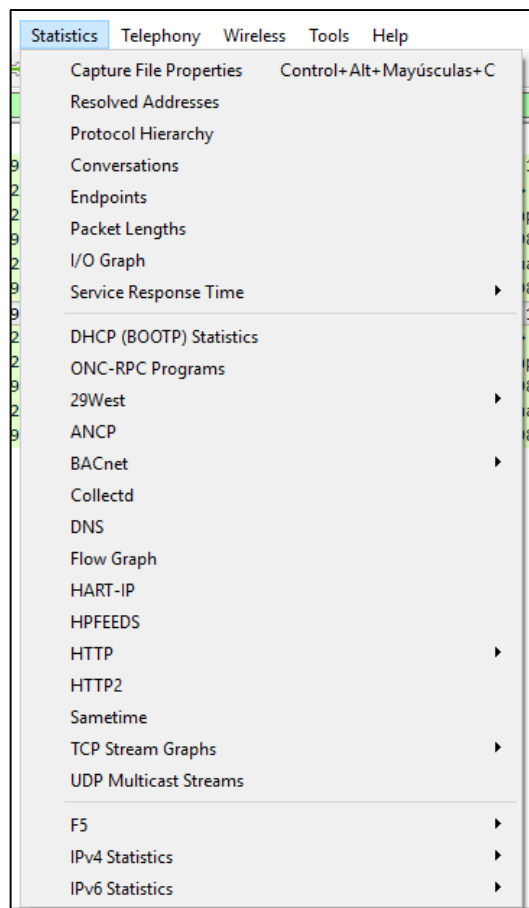 Statistics Telephony Wireless Tools Help
Capture File Properties Control+Alt+Mayúsculas+C
Resolved Addresses
Protocol Hierarchy
Conversations
Endpoints
Packet Lengths
I/O Graph
Service Response Time
DHCP (BOOTP) Statistics
ONC-RPC Programs
29West
ANCP
BACnet
Collectd
DNS
Flow Graph
HART-IP
HPFEEDS
HTTP
HTTP2
Sametime
TCP Stream Graphs
UDP Multicast Streams
F5
IPv4 Statistics
IPv6 Statistics